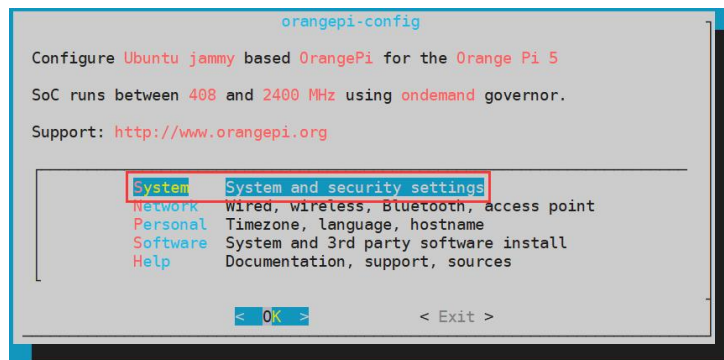 orangepi-config
Configure Ubuntu jammy based OrangePi for the Orange Pi 5
SoC runs between 408 and 2400 MHz using ondemand governor.
Support: http://www.orangepi.org
System System and security settings
Network Wired, wireless, Bluetooth, access point
Personal Timezone, language, hostname
Software System and 3rd party software install
Help Documentation, support, sources
< OK > < Exit >